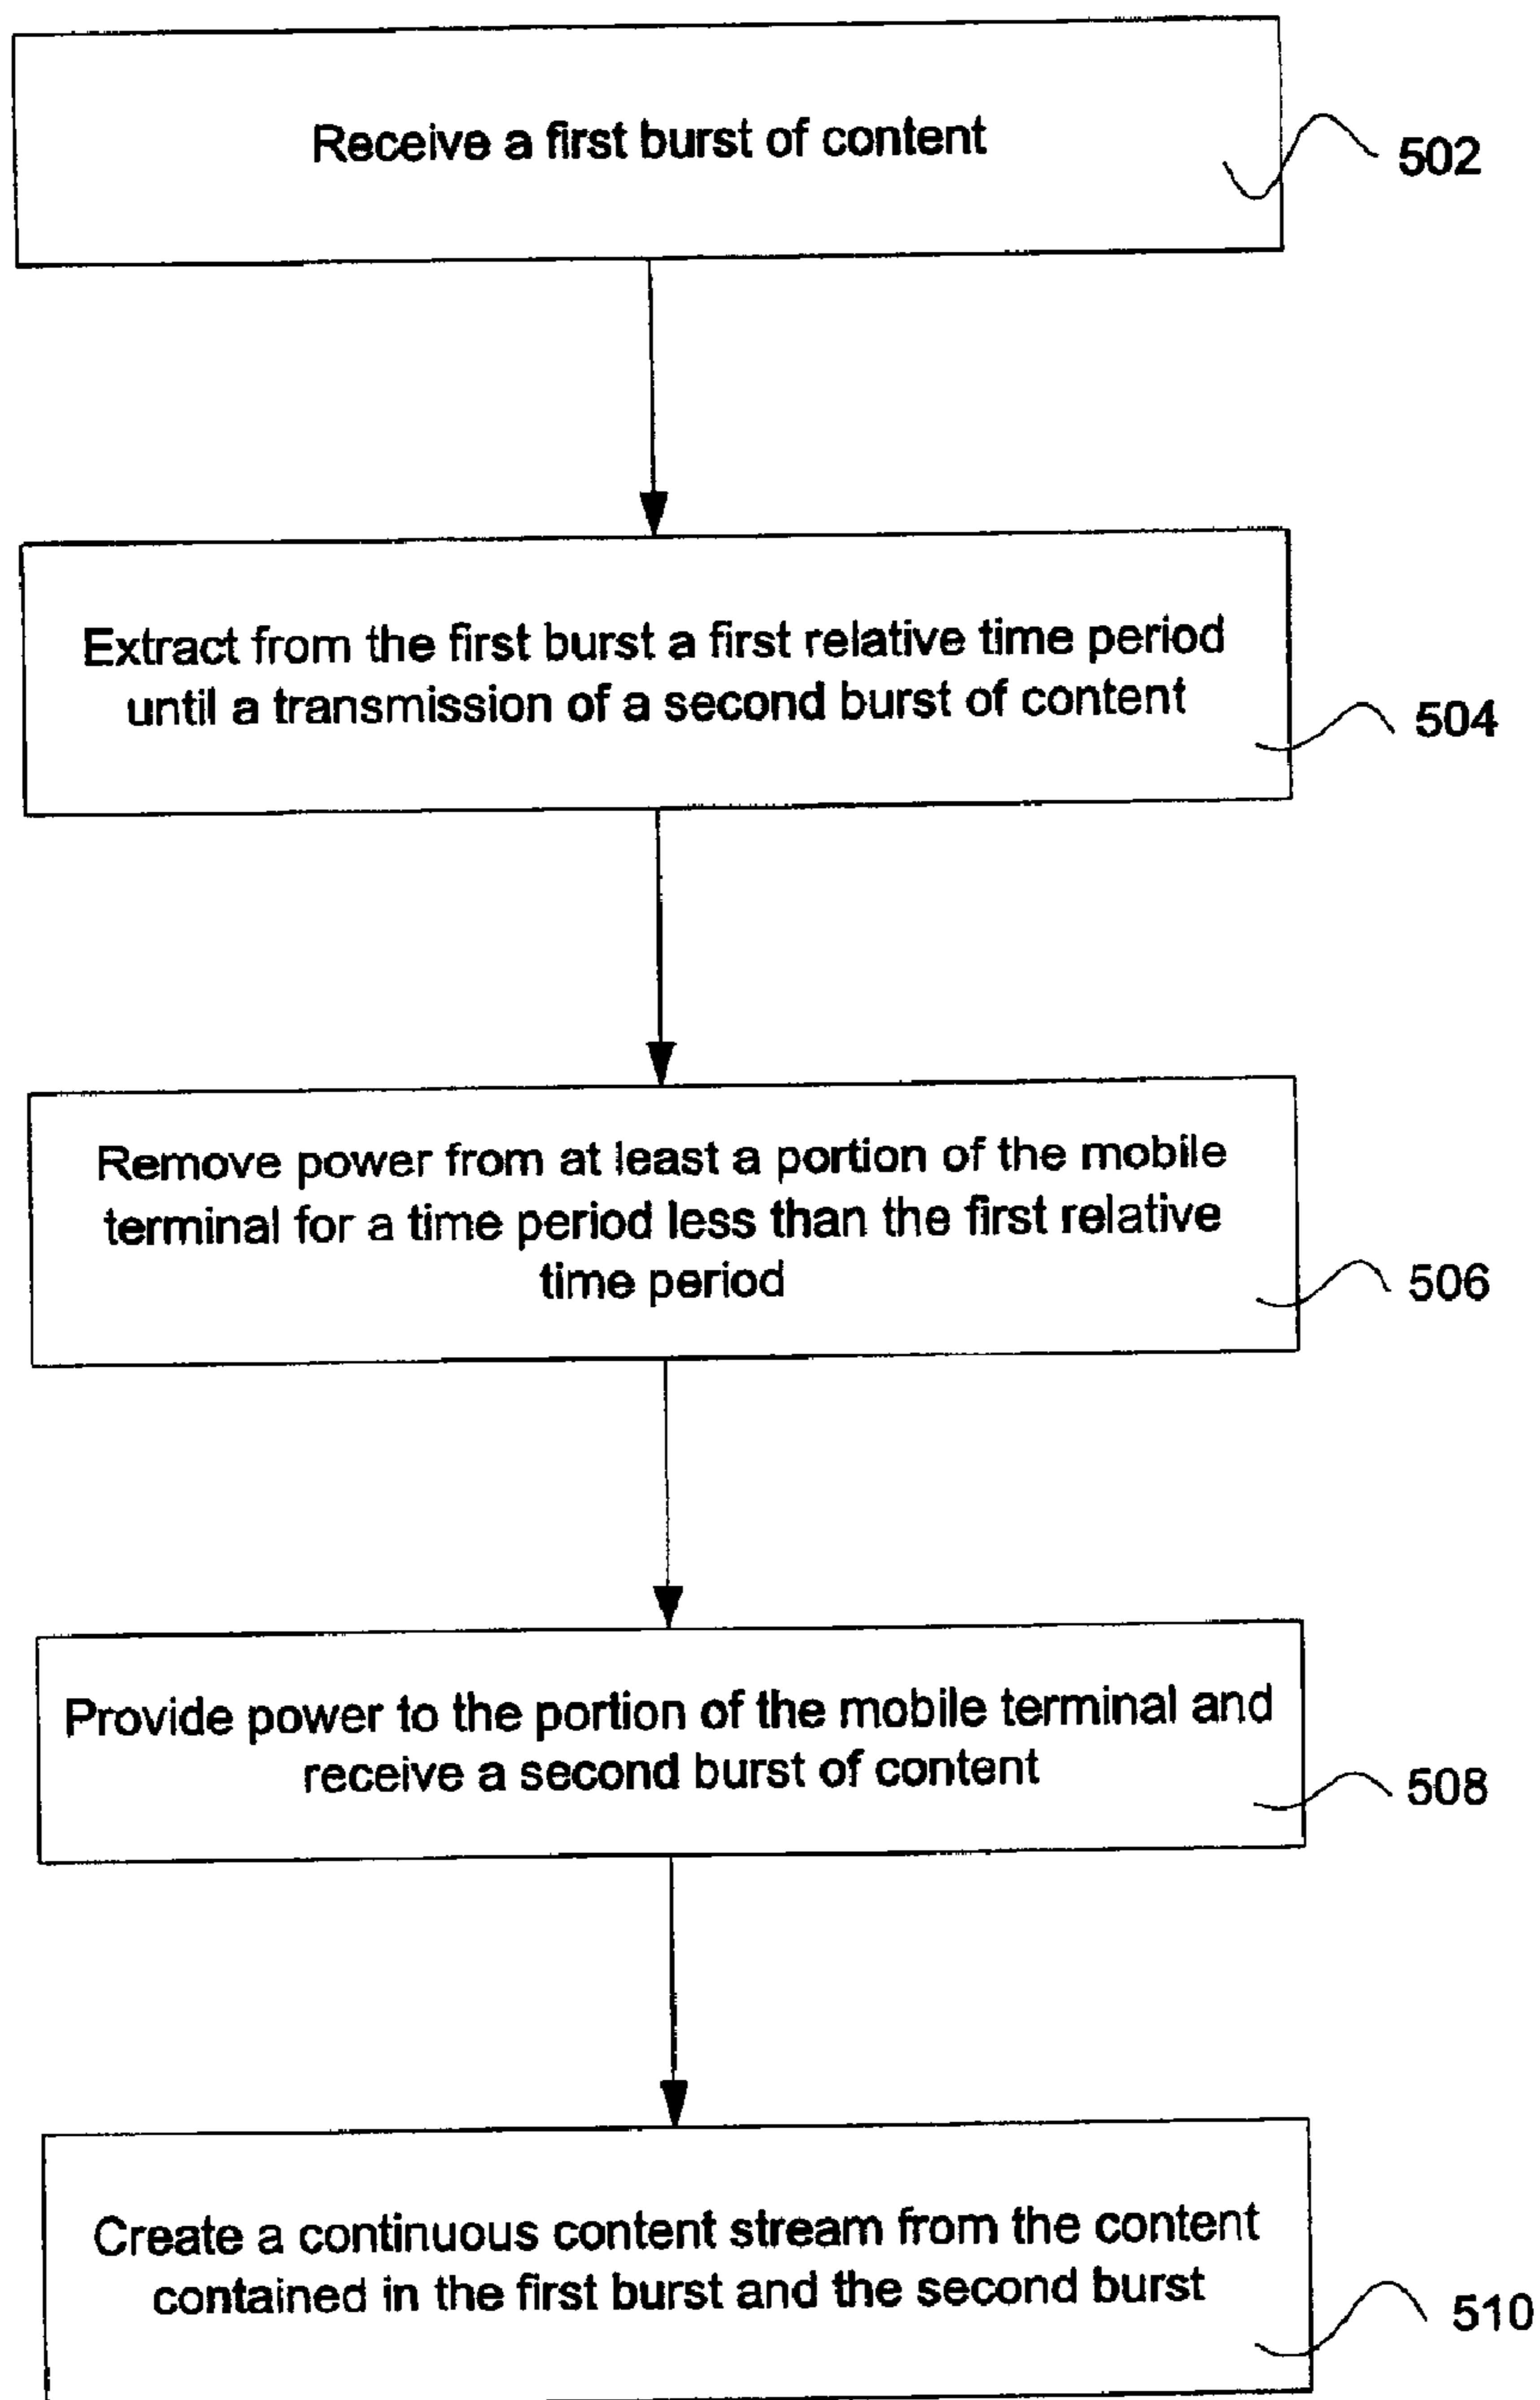 Receive a first burst of content
502
Extract from the first burst a first relative time period
until a transmission of a second burst of content
504
Remove power from at least a portion of the mobile
terminal for a time period less than the first relative
time period
506
Provide power to the portion of the mobile terminal and
receive a second burst of content
508
Create a continuous content stream from the content
contained in the first burst and the second burst
510